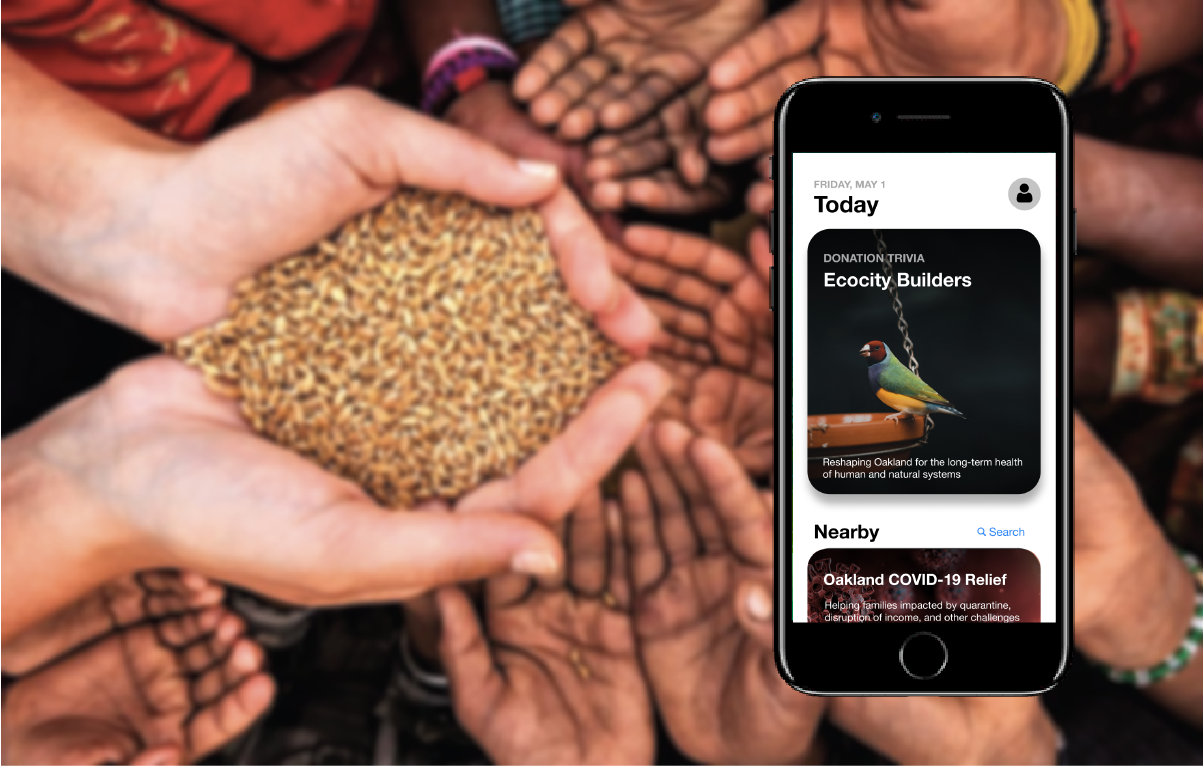 FRIDAY, MAY 1
Today
DONATION TRIVIA
Ecocity Builders
Reshaping Oakland for the long-term health
of human and natural systems
Nearby
Search
Oakland COVID-19 Relief
Helping families impacted by quarantine,
disruption of income, and other challenges